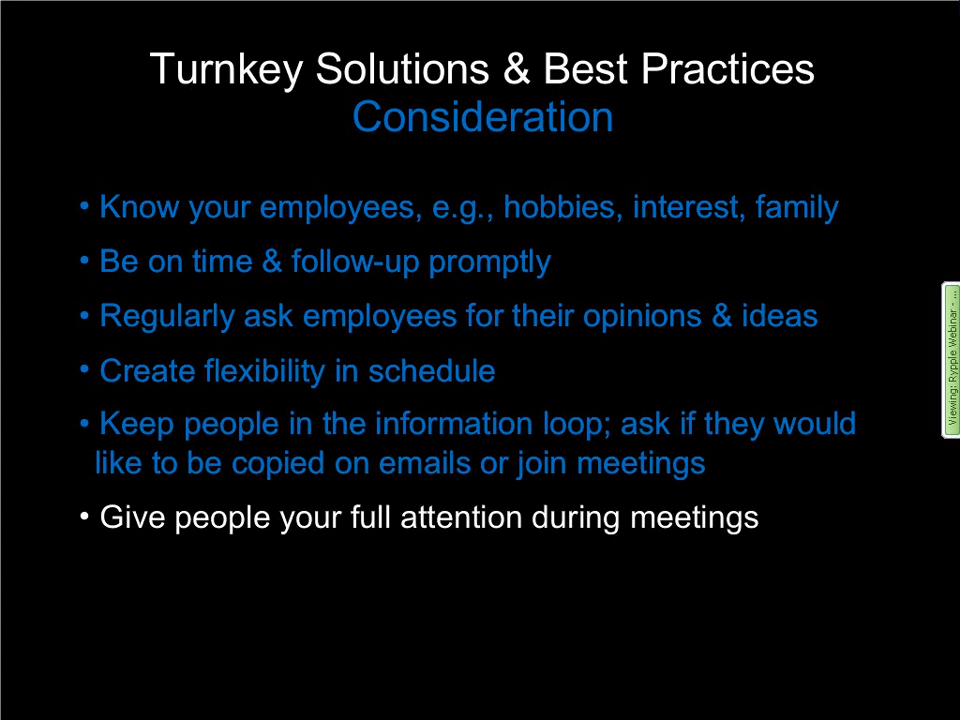 Turnkey Solutions & Best Practices
Consideration
• Know your employees, e.g., hobbies, interest, family
• Be on time & follow-up promptly
• Regularly ask employees for their opinions & ideas
• Create flexibility in schedule
• Keep people in the information loop; ask if they would
like to be copied on emails or join meetings
• Give people your full attention during meetings
Viewing: Rypple Webinar - ...